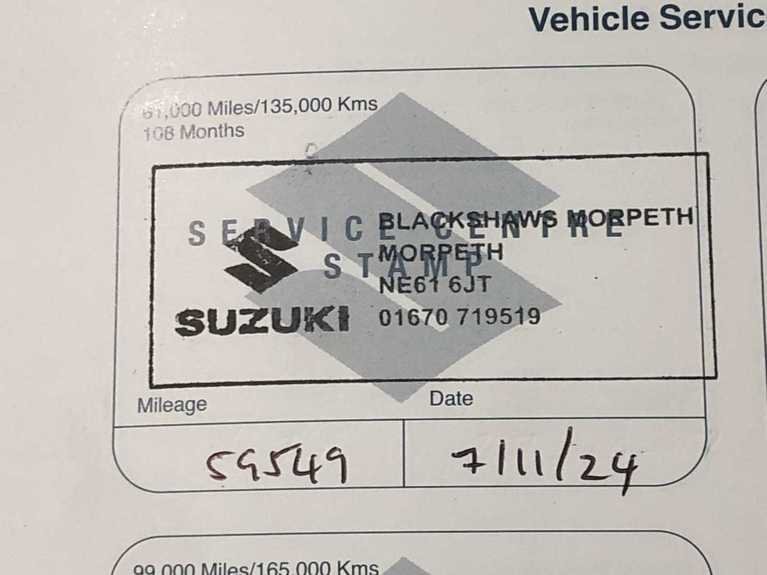 Vehicle Servic
81,000 Miles/135,000 Kms
108 Months
SERVICE CENTRE
STAMP
BLACKSHAWS MORPETH
MORPETH
NE61 6JT
SUZUKI
01670 719519
Mileage
Date
59549
7/11/24
99,000 Miles/165,000 Kms